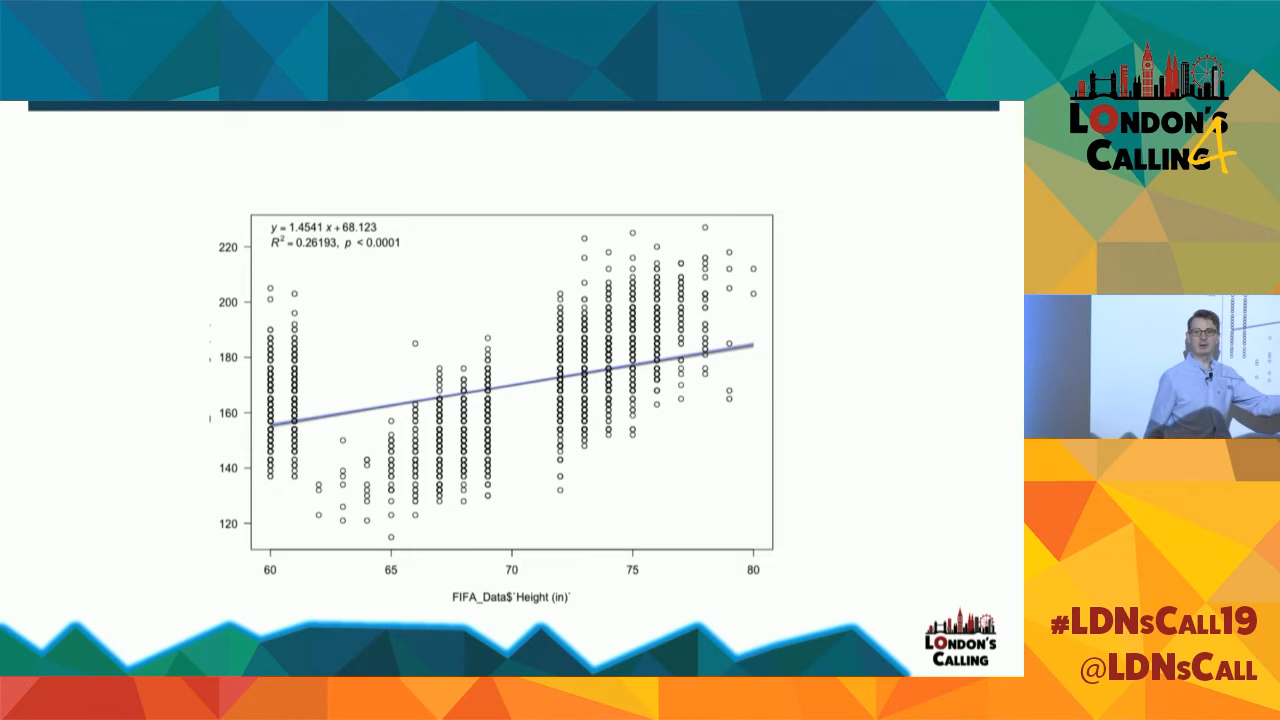 LONDON'S
CALLING 4
y = 1.4541 x + 68.123
R² = 0.26193, p < 0.0001
220
200
180
160
140
120
60 65 70 75 80
FIFA_Data$`Height (in)`
LONDON'S
CALLING
#LDNSCALL19
@LDNSCALL